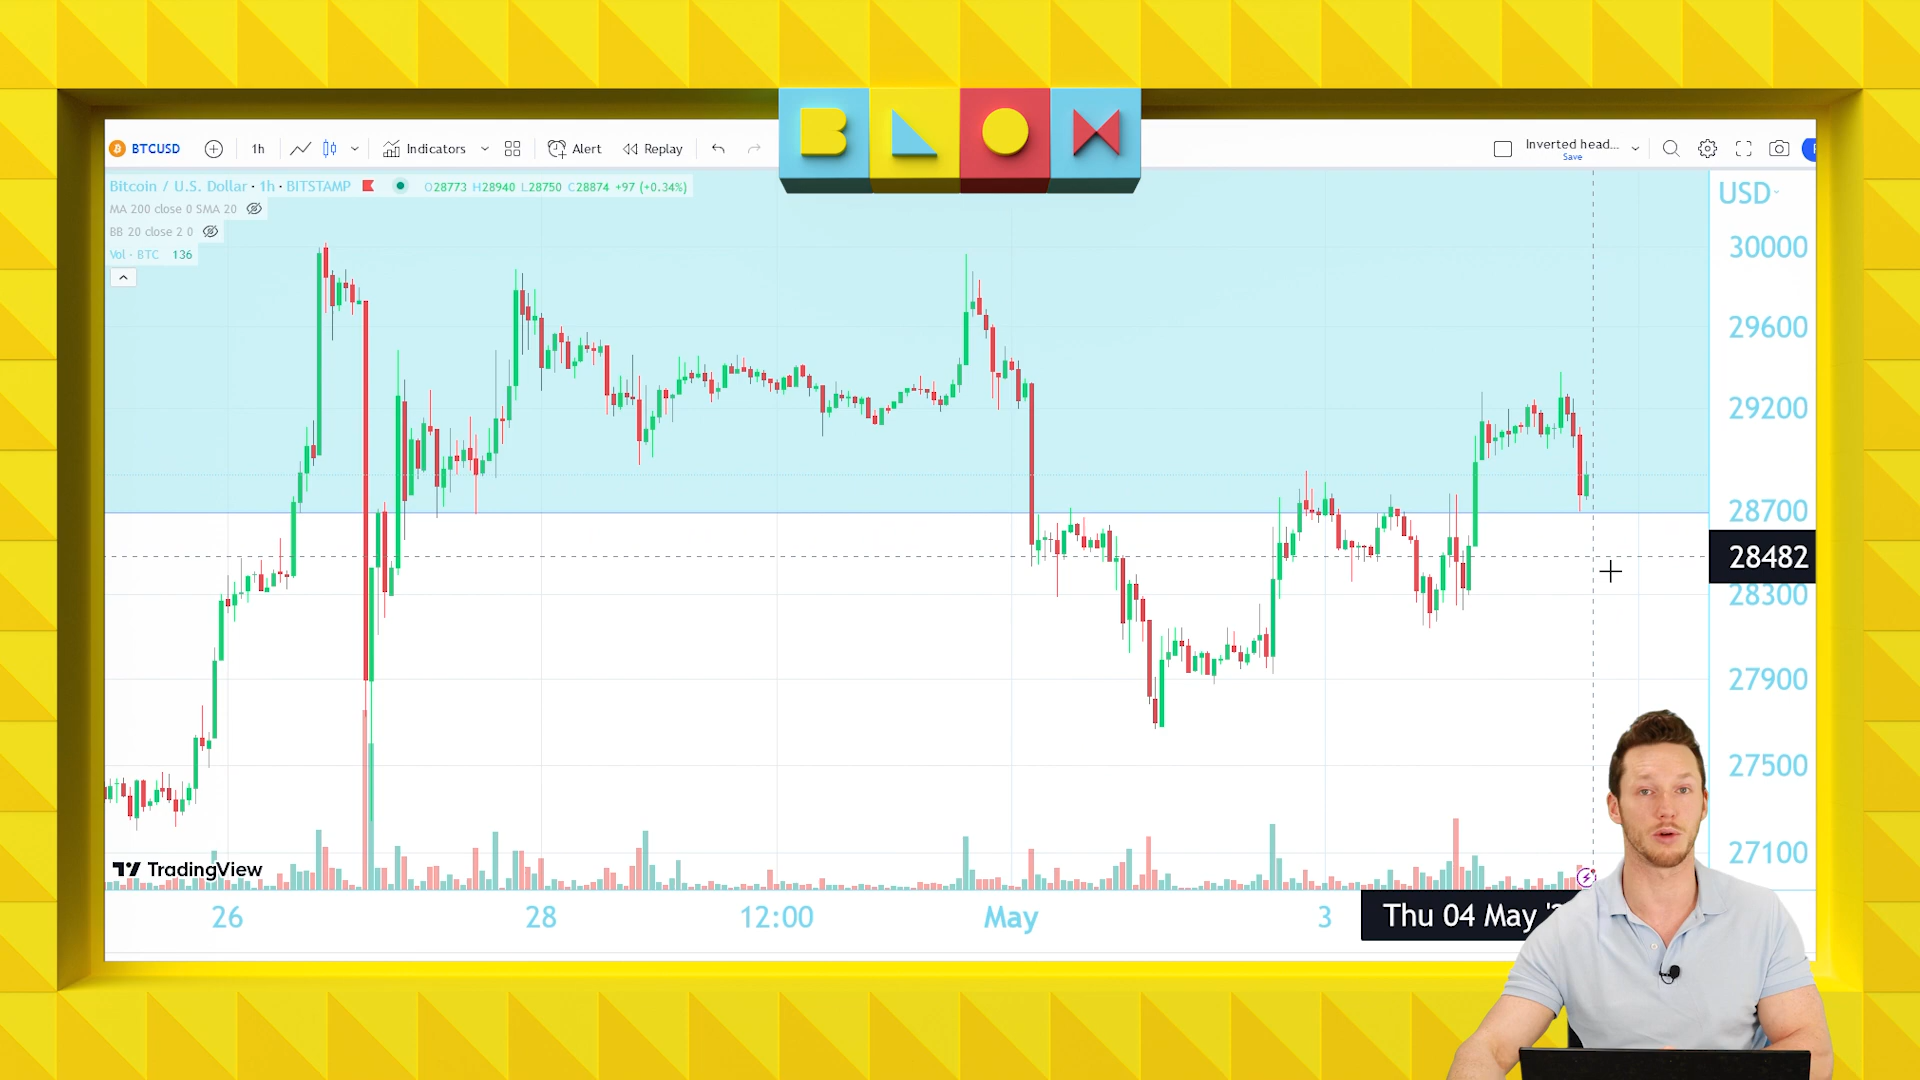 BLOX
BTCUSD 1h Indicators Alert Replay Inverted head...
Save
Bitcoin / U.S. Dollar · 1h · BITSTAMP O28773 H28940 L28750 C28874 +97 (+0.34%)
MA 200 close 0 SMA 20
BB 20 close 2 0
Vol · BTC 136
USD
30000
29600
29200
28700
28482
28300
27900
27500
27100
TradingView
26 28 12:00 May 3 Thu 04 May